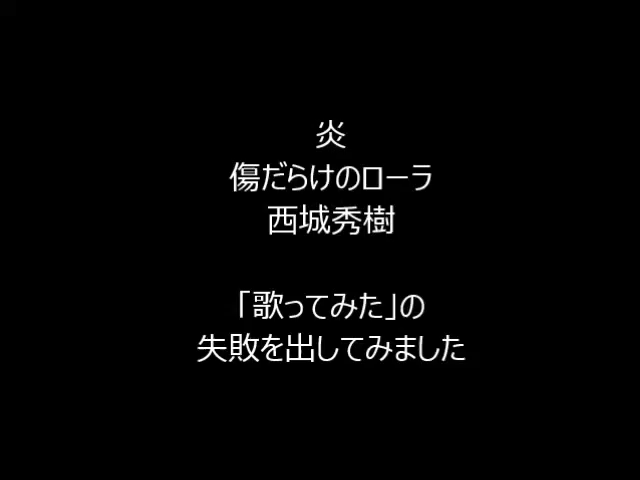 炎
傷だらけのローラ
西城秀樹
「歌ってみた」の
失敗を出してみました